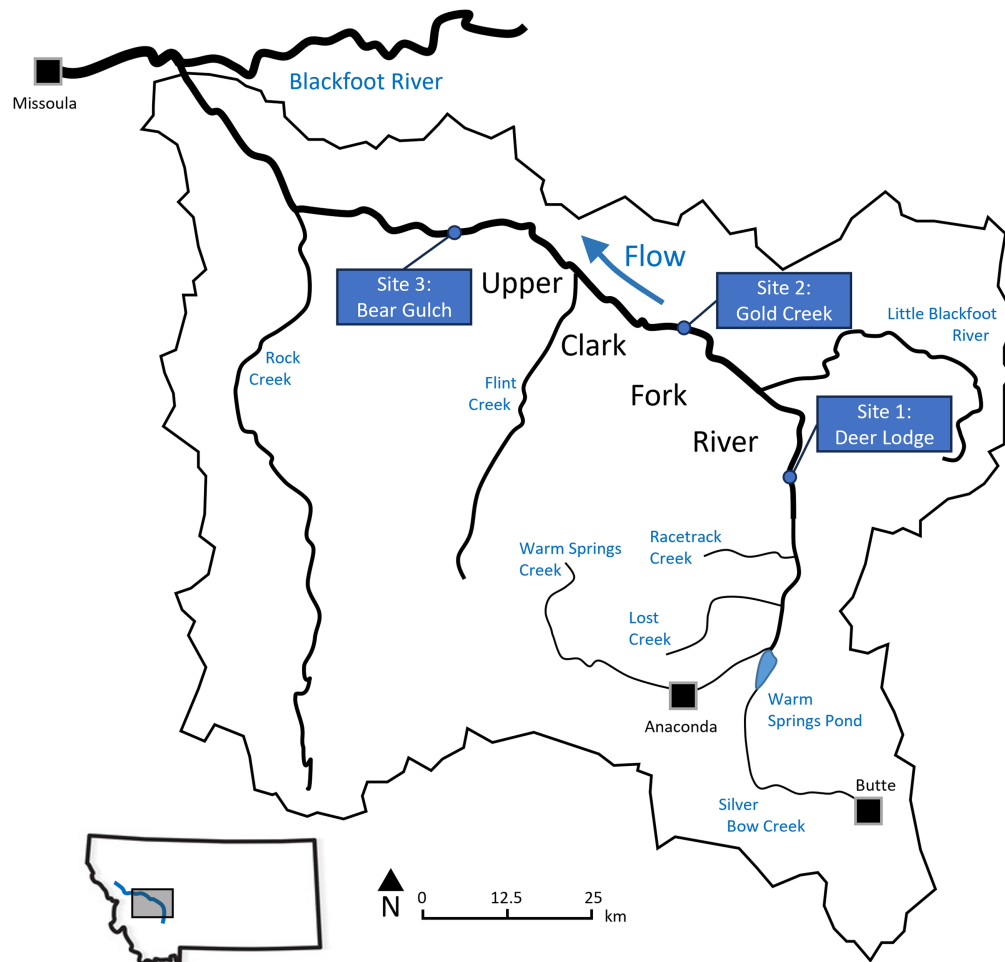 Blackfoot River
Missoula
Flow
Site 3:
Bear Gulch
Upper
Site 2:
Gold Creek
Little Blackfoot
River
Rock
Creek
Clark
Flint
Creek
Fork
Site 1:
Deer Lodge
River
Warm Springs
Creek
Racetrack
Creek
Lost
Creek
Anaconda
Warm
Springs Pond
Butte
Silver
Bow Creek
N
0 12.5 25
km